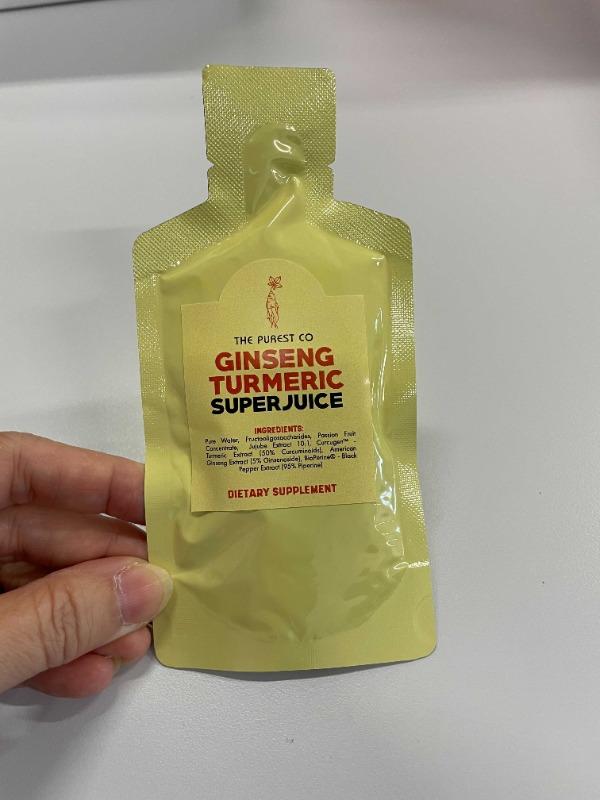 THE PUREST CO
GINSENG
TURMERIC
SUPERJUICE
INGREDIENTS:
Pure Water, Fructooligosaccharides, Passion Fruit
Concentrate, Jujube Extract 10:1, Curcugen™ -
Turmeric Extract (50% Curcuminoids), American
Ginseng Extract (5% Ginsenoside), BioPerine® - Black
Pepper Extract (95% Piperine)
DIETARY SUPPLEMENT